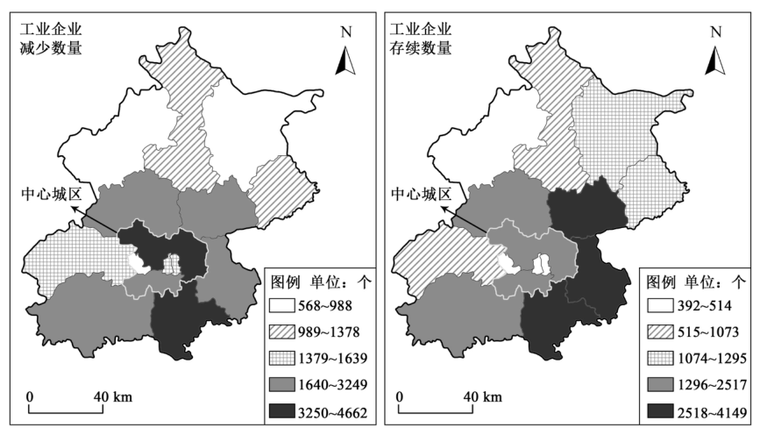 工业企业
减少数量
N
中心城区
图例 单位：个
568~988
989~1378
1379~1639
1640~3249
3250~4662
0 40 km
工业企业
存续数量
N
中心城区
图例 单位：个
392~514
515~1073
1074~1295
1296~2517
2518~4149
0 40 km